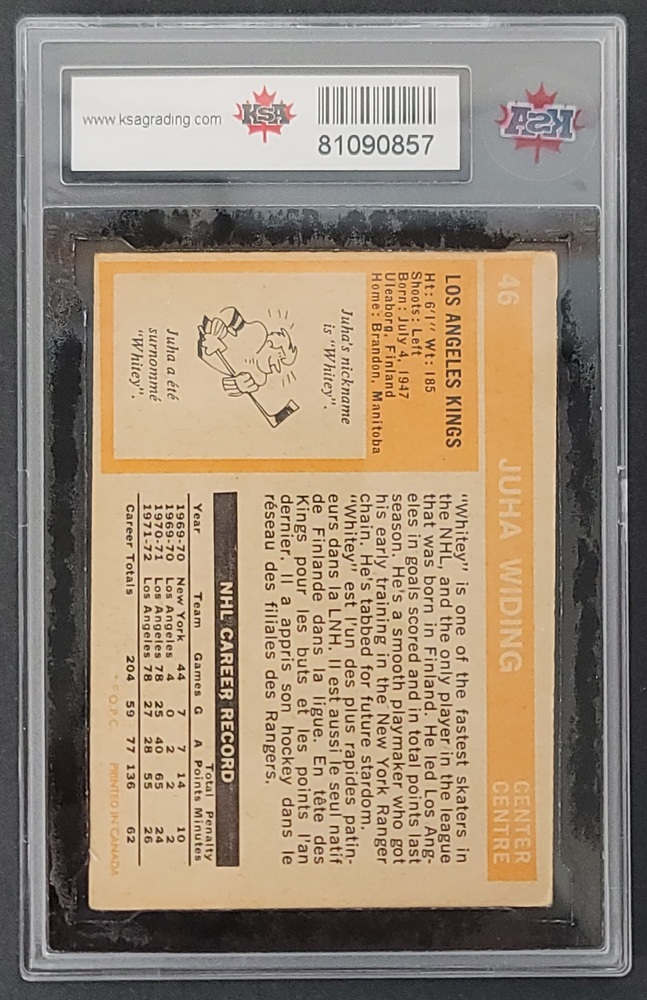 www.ksagrading.com
KSA
81090857
KSA
46 JUHA WIDING CENTER
CENTRE
LOS ANGELES KINGS
Ht: 6'1" Wt: 185
Shoots: Left
Born: July 4, 1947
Uleaborg, Finland
Home: Brandon, Manitoba
Juha's nickname
is "Whitey".
Juha a été
surnommé
"Whitey".
"Whitey" is one of the fastest skaters in
the NHL, and the only player in the league
that was born in Finland. He led Los Ang-
eles in goals scored and in total points last
season. He's a smooth playmaker who got
his early training in the New York Ranger
chain. He's tabbed for future stardom.
"Whitey" est l'un des plus rapides patin-
eurs dans la LNH. Il est aussi le seul natif
de Finlande dans la ligue. En tête des
Kings pour les buts et les points l'an
dernier. Il a appris son hockey dans le
réseau des filiales des Rangers.
NHL CAREER RECORD
Total Penalty
Year Team Games G A Points Minutes
1969-70 New York 44 7 7 14 10
1969-70 Los Angeles 4 0 2 2 2
1970-71 Los Angeles 78 25 40 65 24
1971-72 Los Angeles 78 27 28 55 26
Career Totals 204 59 77 136 62
* © O.P.C. PRINTED IN CANADA